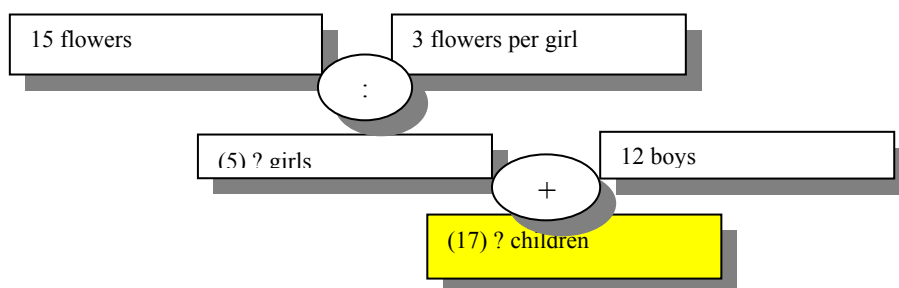 15 flowers
3 flowers per girl
:
(5) ? girls
12 boys
+
(17) ? children